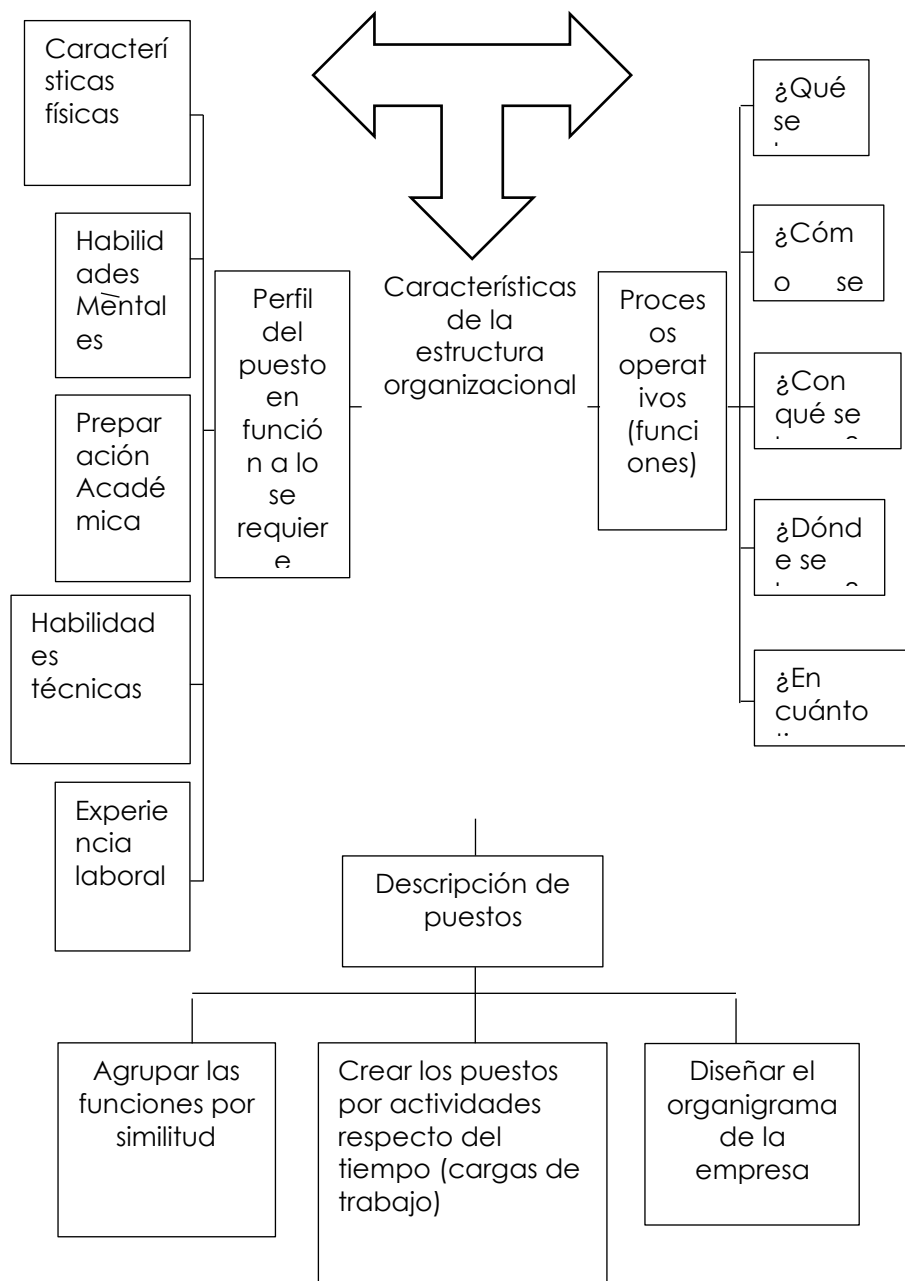 Caracterí
sticas
físicas
Habilid
ades
Mentales
Prepar
ación
Acadé
mica
Habilidad
es
técnicas
Experie
ncia
laboral
Perfil
del
puesto
en
funció
n a lo
se
requier
e
Características
de la
estructura
organizacional
Proces
os
operat
ivos
(funci
ones)
¿Qué
se
¿Cóm
o se
¿Con
qué se
¿Dónd
e se
¿En
cuánto
Descripción de
puestos
Agrupar las
funciones por
similitud
Crear los puestos
por actividades
respecto del
tiempo (cargas de
trabajo)
Diseñar el
organigrama
de la
empresa